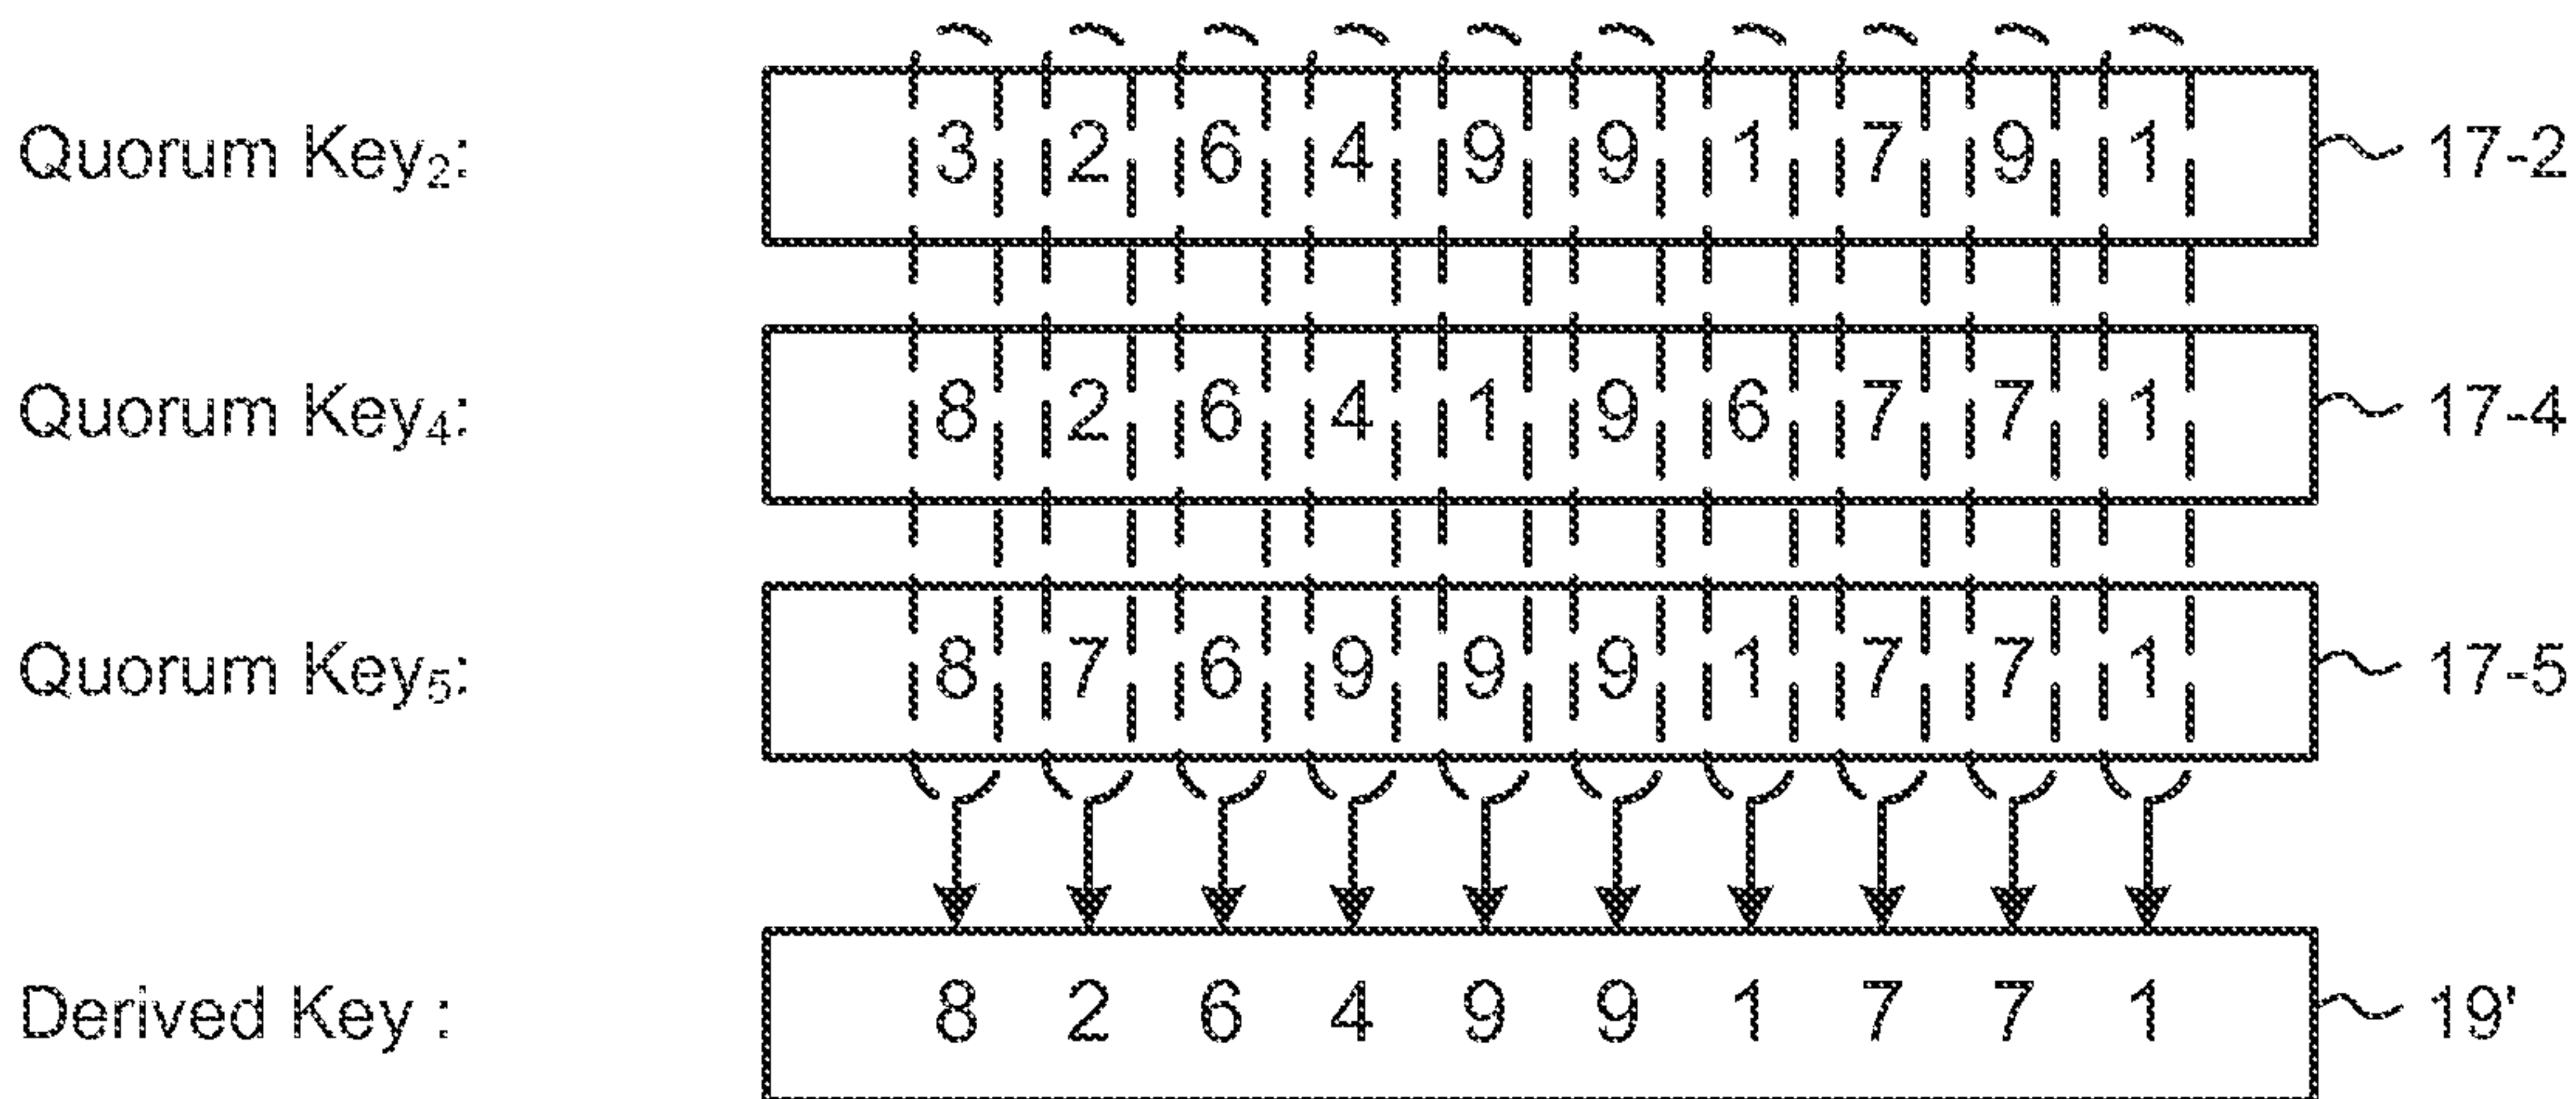 Quorum Key₂: 3 2 6 4 9 9 1 7 9 1 17-2
Quorum Key₄: 8 2 6 4 1 9 6 7 7 1 17-4
Quorum Key₅: 8 7 6 9 9 9 1 7 7 1 17-5
Derived Key : 8 2 6 4 9 9 1 7 7 1 19'